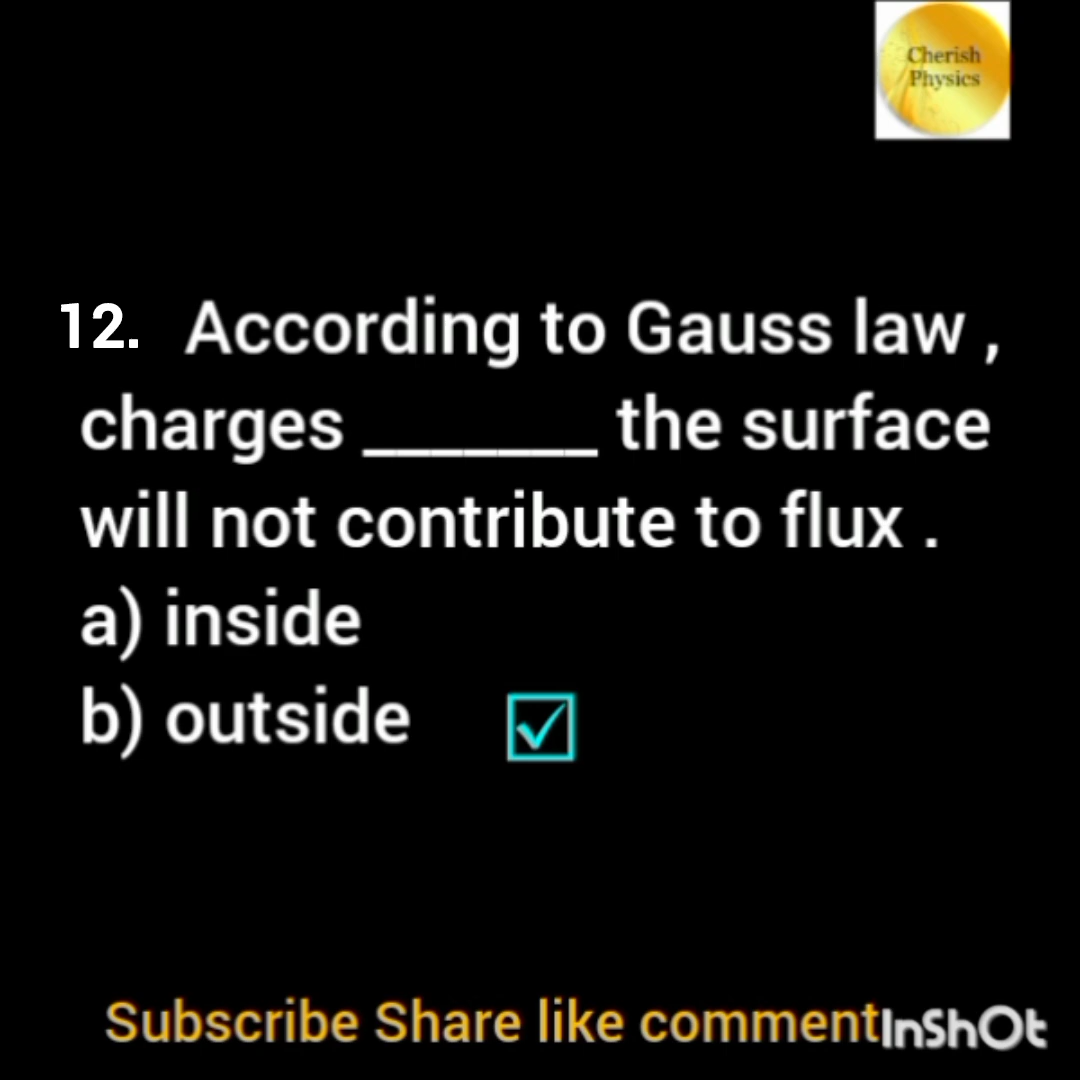 Cherish
Physics
12. According to Gauss law ,
charges _______ the surface
will not contribute to flux .
a) inside
b) outside ☑
Subscribe Share like comment InShOt